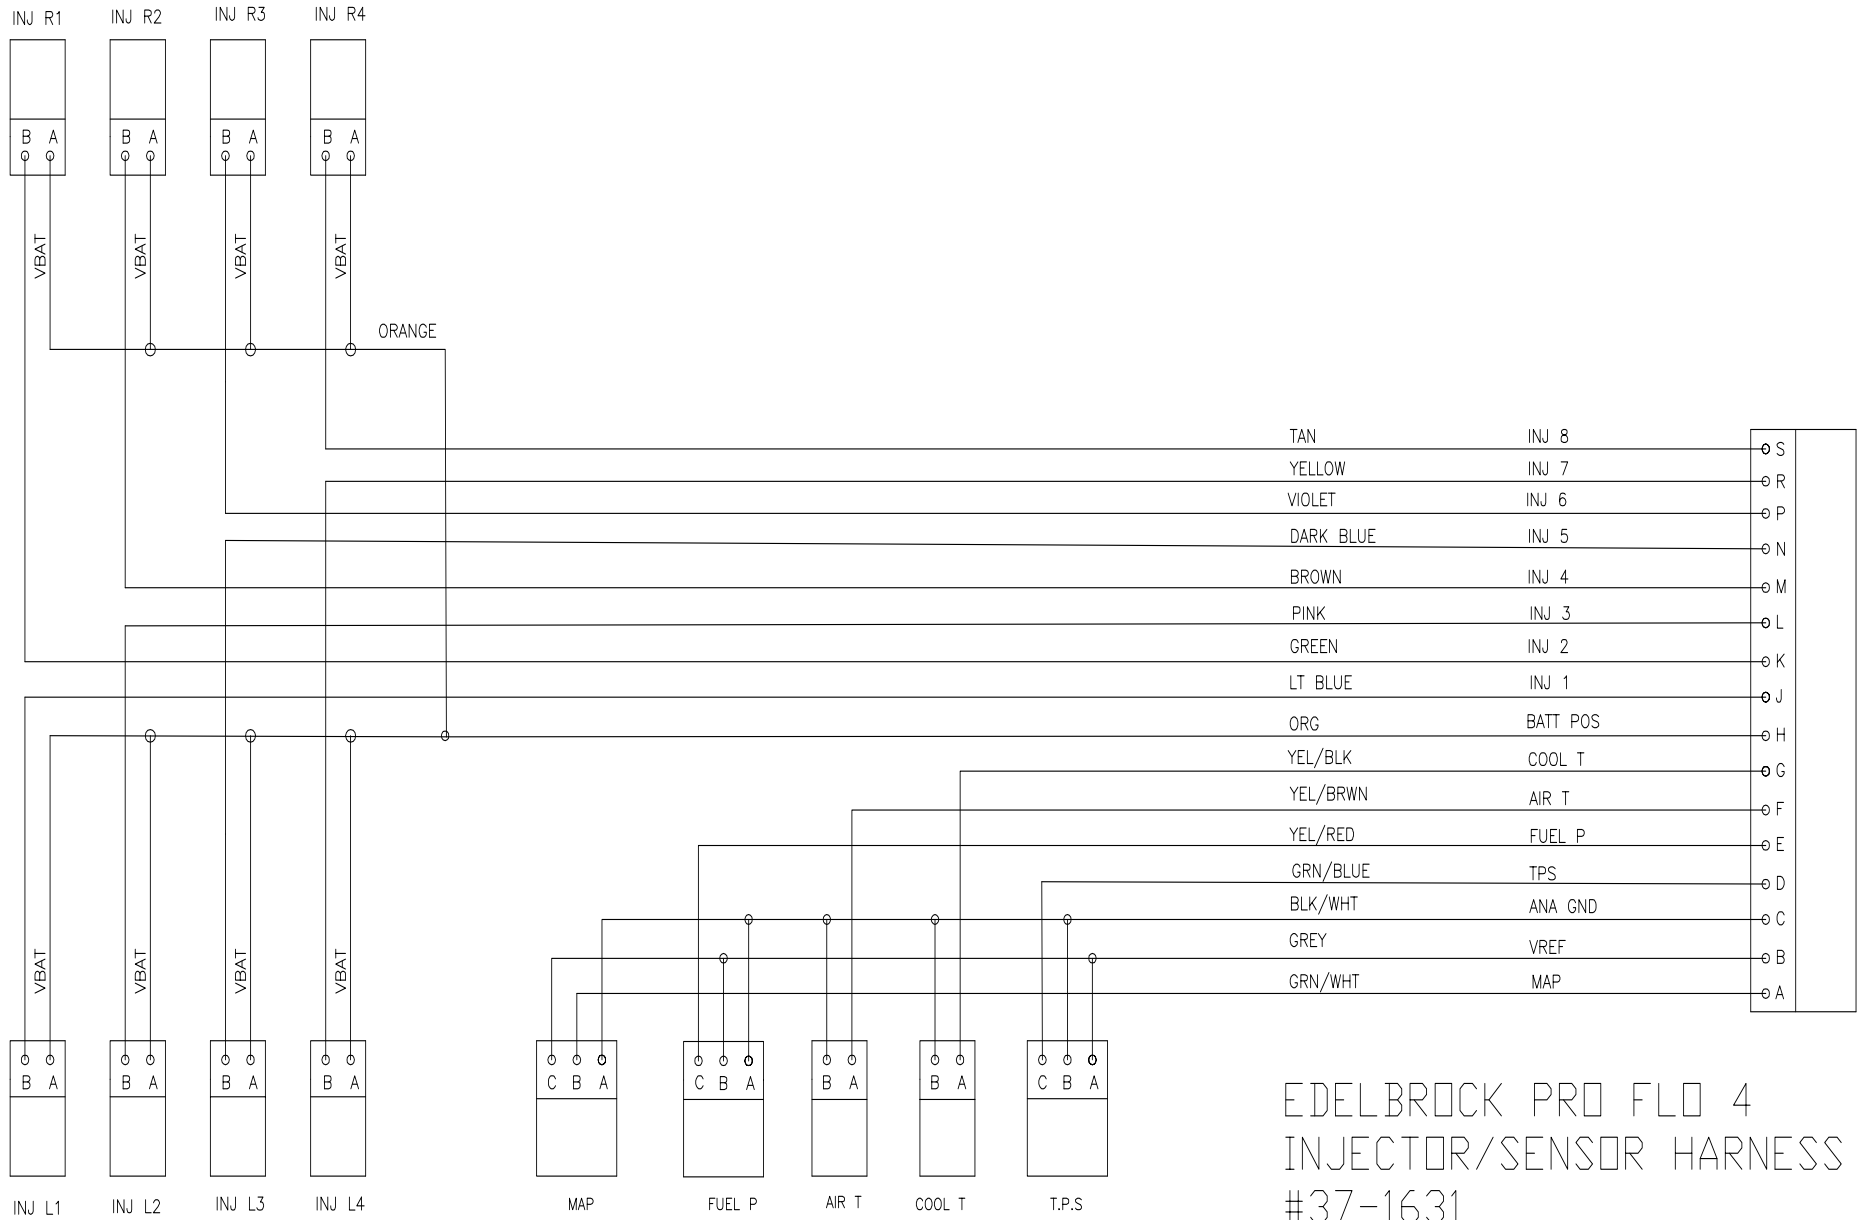 INJ R1 INJ R2 INJ R3 INJ R4
B A B A B A B A
VBAT VBAT VBAT VBAT
ORANGE
TAN INJ 8 S
YELLOW INJ 7 R
VIOLET INJ 6 P
DARK BLUE INJ 5 N
BROWN INJ 4 M
PINK INJ 3 L
GREEN INJ 2 K
LT BLUE INJ 1 J
ORG BATT POS H
YEL/BLK COOL T G
YEL/BRWN AIR T F
YEL/RED FUEL P E
GRN/BLUE TPS D
BLK/WHT ANA GND C
GREY VREF B
GRN/WHT MAP A
VBAT VBAT VBAT VBAT
B A B A B A B A C B A C B A B A B A C B A
INJ L1 INJ L2 INJ L3 INJ L4 MAP FUEL P AIR T COOL T T.P.S
EDELBROCK PRO FLO 4
INJECTOR/SENSOR HARNESS
#37-1631